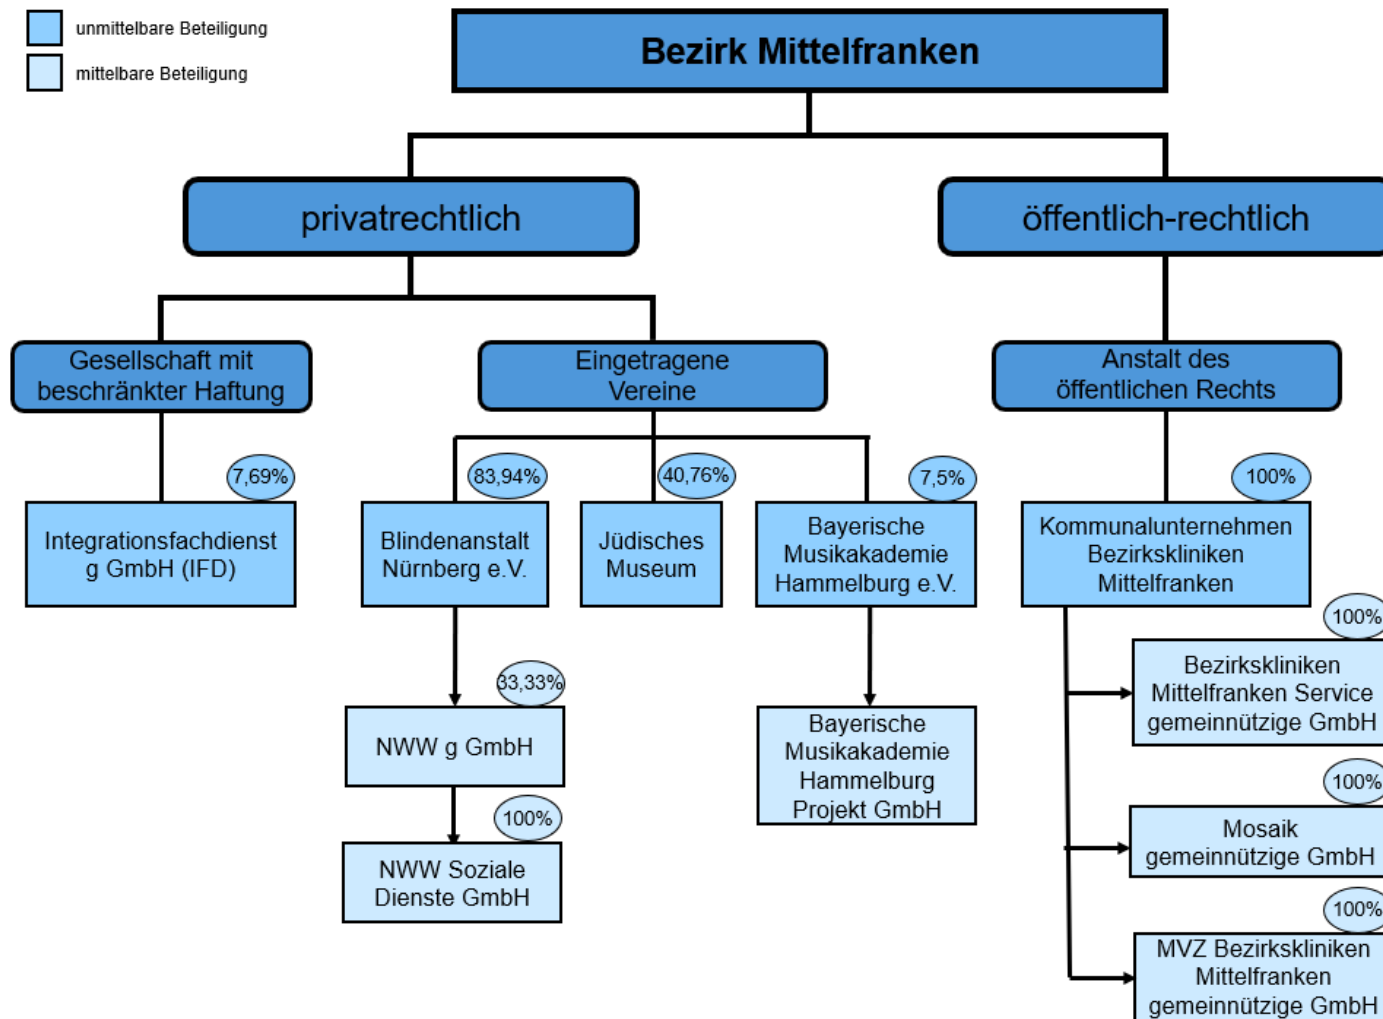 unmittelbare Beteiligung
mittelbare Beteiligung
Bezirk Mittelfranken
privatrechtlich
öffentlich-rechtlich
Gesellschaft mit
beschränkter Haftung
Eingetragene
Vereine
Anstalt des
öffentlichen Rechts
7,69%
83,94%
40,76%
7,5%
100%
Integrationsfachdienst
g GmbH (IFD)
Blindenanstalt
Nürnberg e.V.
Jüdisches
Museum
Bayerische
Musikakademie
Hammelburg e.V.
Kommunalunternehmen
Bezirkskliniken
Mittelfranken
100%
Bezirkskliniken
Mittelfranken Service
gemeinnützige GmbH
33,33%
NWW g GmbH
Bayerische
Musikakademie
Hammelburg
Projekt GmbH
100%
Mosaik
gemeinnützige GmbH
100%
NWW Soziale
Dienste GmbH
100%
MVZ Bezirkskliniken
Mittelfranken
gemeinnützige GmbH